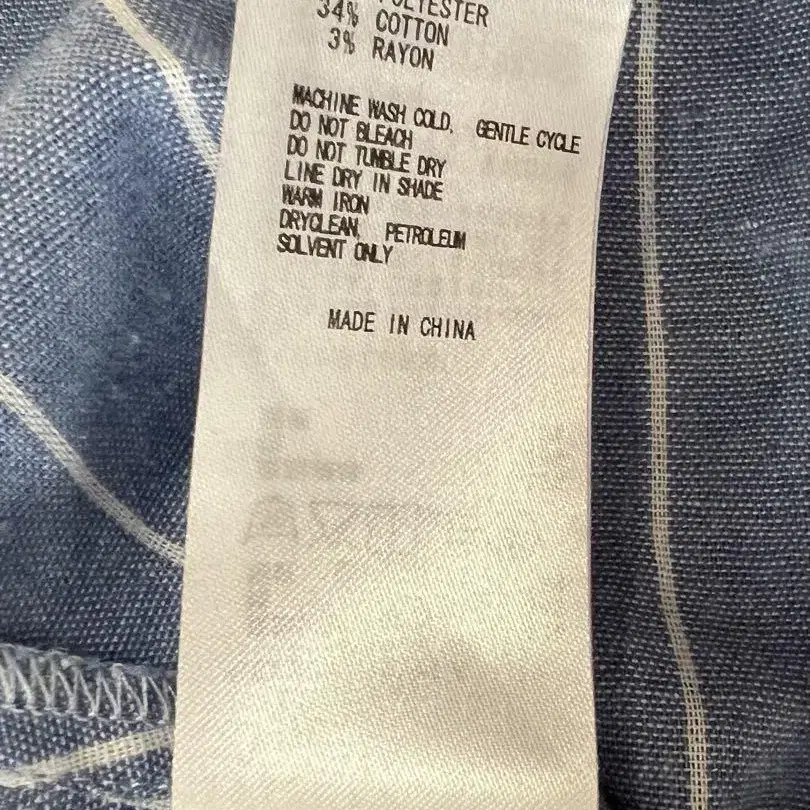 POLYESTER
34% COTTON
3% RAYON
MACHINE WASH COLD, GENTLE CYCLE
DO NOT BLEACH
DO NOT TUMBLE DRY
LINE DRY IN SHADE
WARM IRON
DRYCLEAN, PETROLEUM
SOLVENT ONLY
MADE IN CHINA